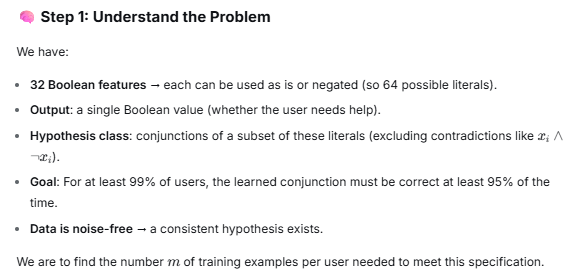 🧠 Step 1: Understand the Problem
We have:
• 32 Boolean features → each can be used as is or negated (so 64 possible literals).
• Output: a single Boolean value (whether the user needs help).
• Hypothesis class: conjunctions of a subset of these literals (excluding contradictions like xᵢ ∧
¬xᵢ).
• Goal: For at least 99% of users, the learned conjunction must be correct at least 95% of the
time.
• Data is noise-free → a consistent hypothesis exists.
We are to find the number m of training examples per user needed to meet this specification.